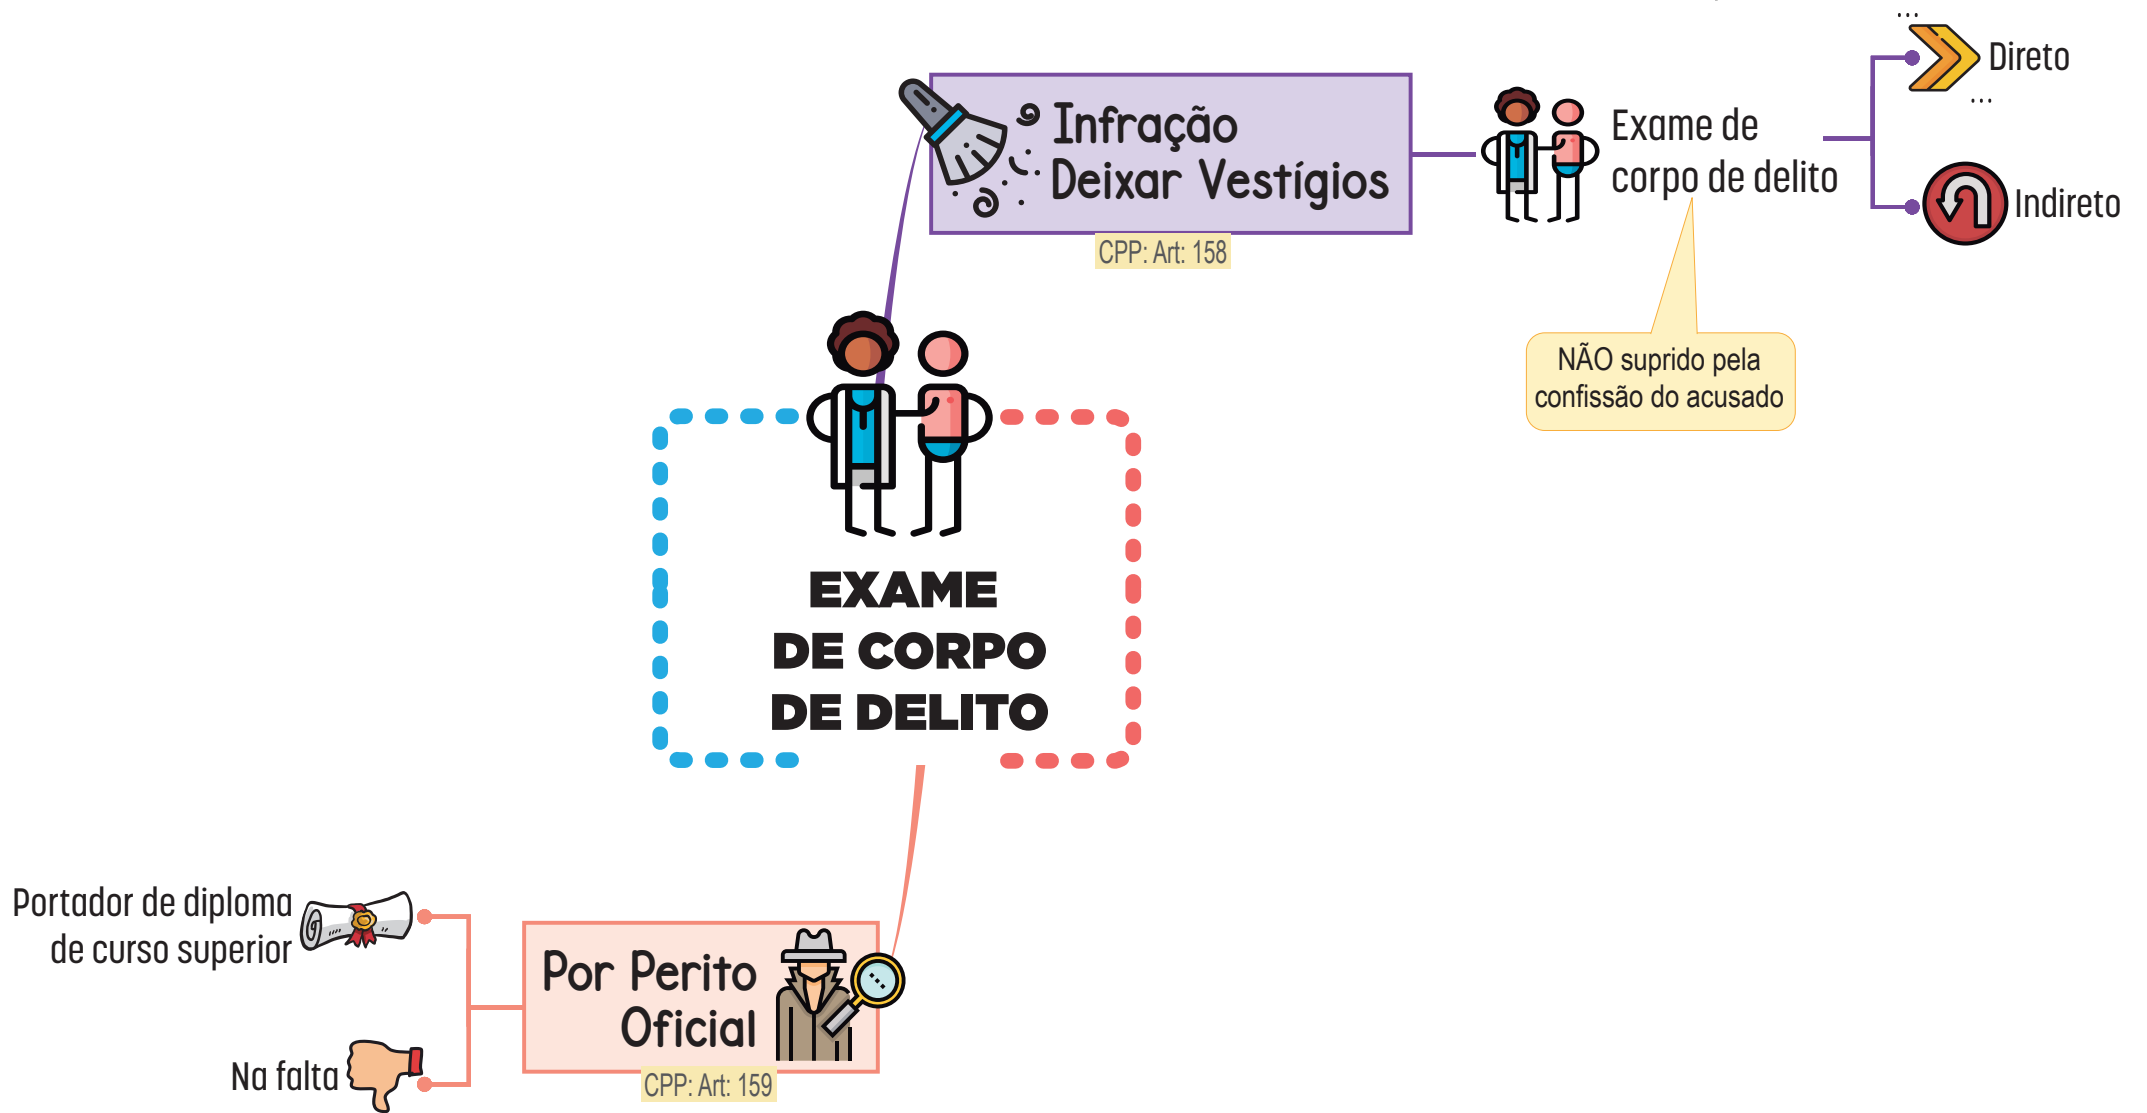 ...
Direto
...
Infração
Deixar Vestígios
Exame de
corpo de delito
Indireto
CPP: Art: 158
NÃO suprido pela
confissão do acusado
EXAME
DE CORPO
DE DELITO
Portador de diploma
de curso superior
Por Perito
Oficial
Na falta
CPP: Art: 159